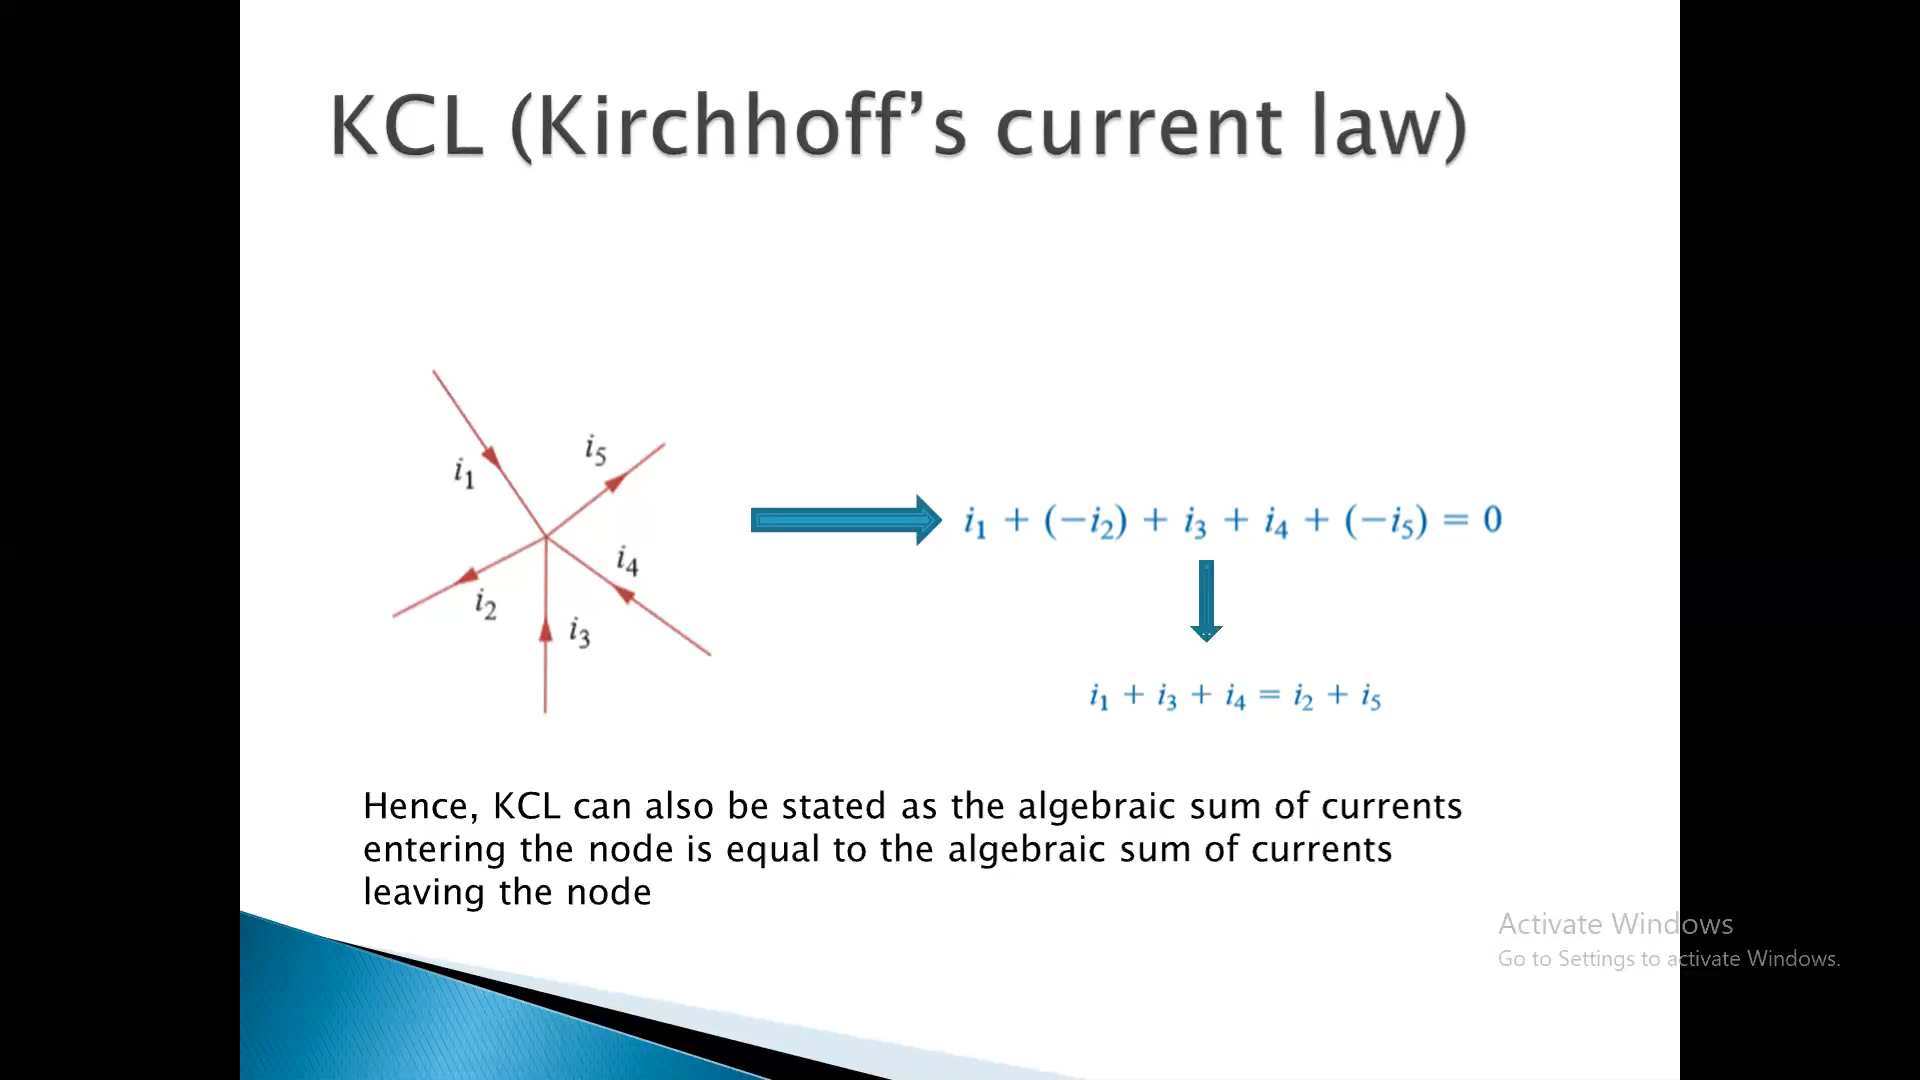 KCL (Kirchhoff’s current law)
i₁
i₅
i₄
i₂
i₃
i₁ + (−i₂) + i₃ + i₄ + (−i₅) = 0
i₁ + i₃ + i₄ = i₂ + i₅
Hence, KCL can also be stated as the algebraic sum of currents
entering the node is equal to the algebraic sum of currents
leaving the node
Activate Windows
Go to Settings to activate Windows.